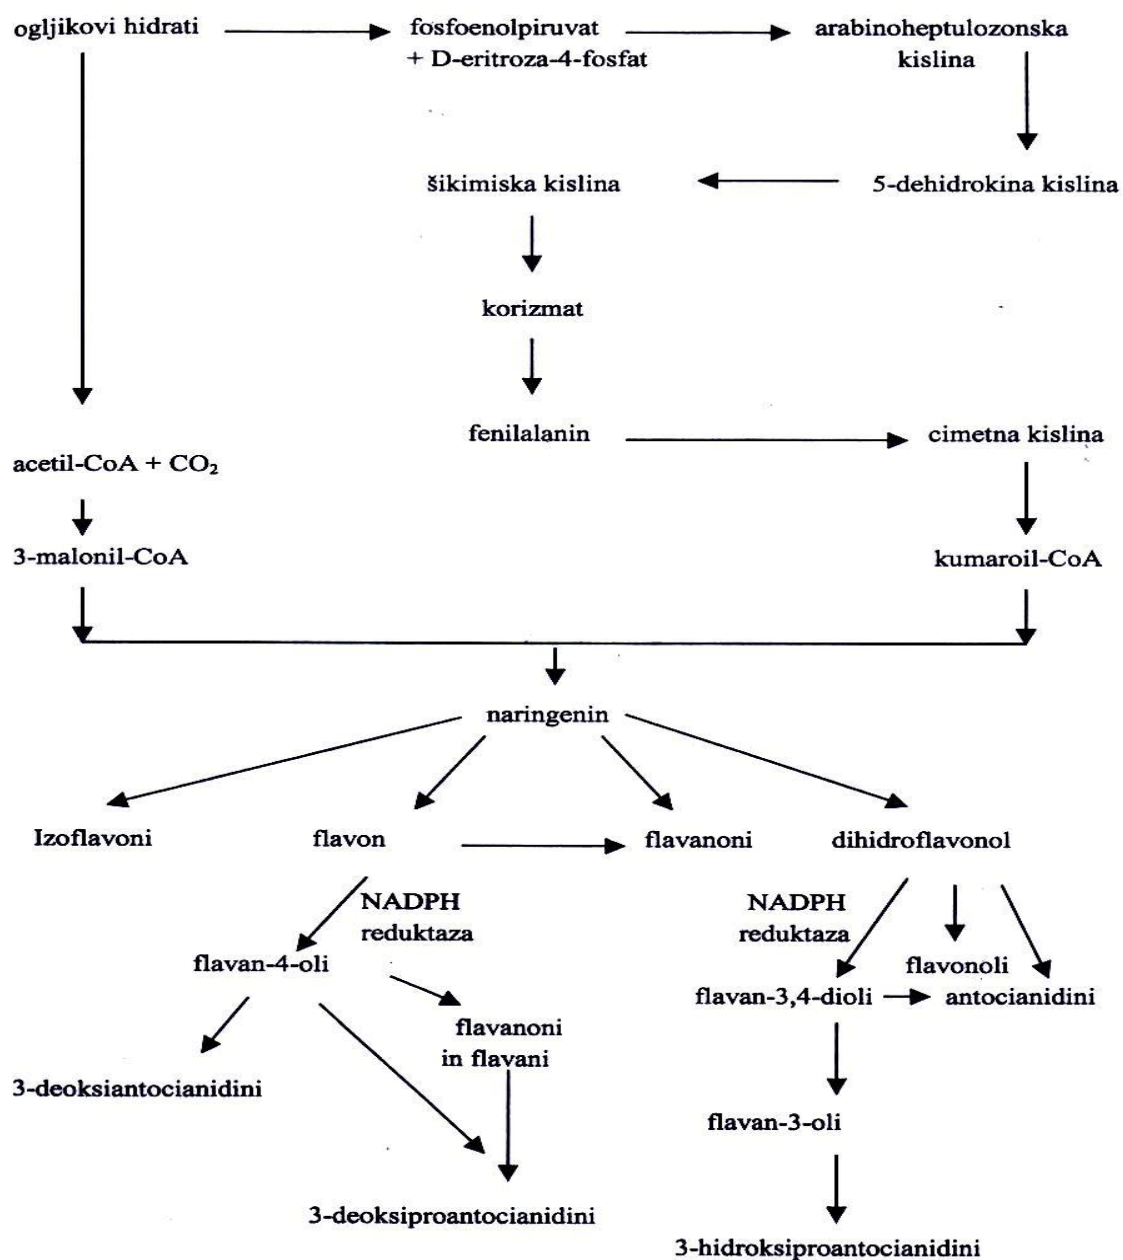 ogljikovi hidrati
fosfoenolpiruvat
+ D-eritroza-4-fosfat
arabinoheptulozonska
kislina
šikimiska kislina
5-dehidrokina kislina
korizmat
fenilalanin
cimetna kislina
acetil-CoA + CO₂
3-malonil-CoA
kumaroil-CoA
naringenin
Izoflavoni
flavon
flavanoni
dihidroflavonol
NADPH
reduktaza
NADPH
reduktaza
flavan-4-oli
flavonoli
flavan-3,4-dioli
antocianidini
flavanoni
in flavani
3-deoksiantocianidini
flavan-3-oli
3-deoksiproantocianidini
3-hidroksiproantocianidini